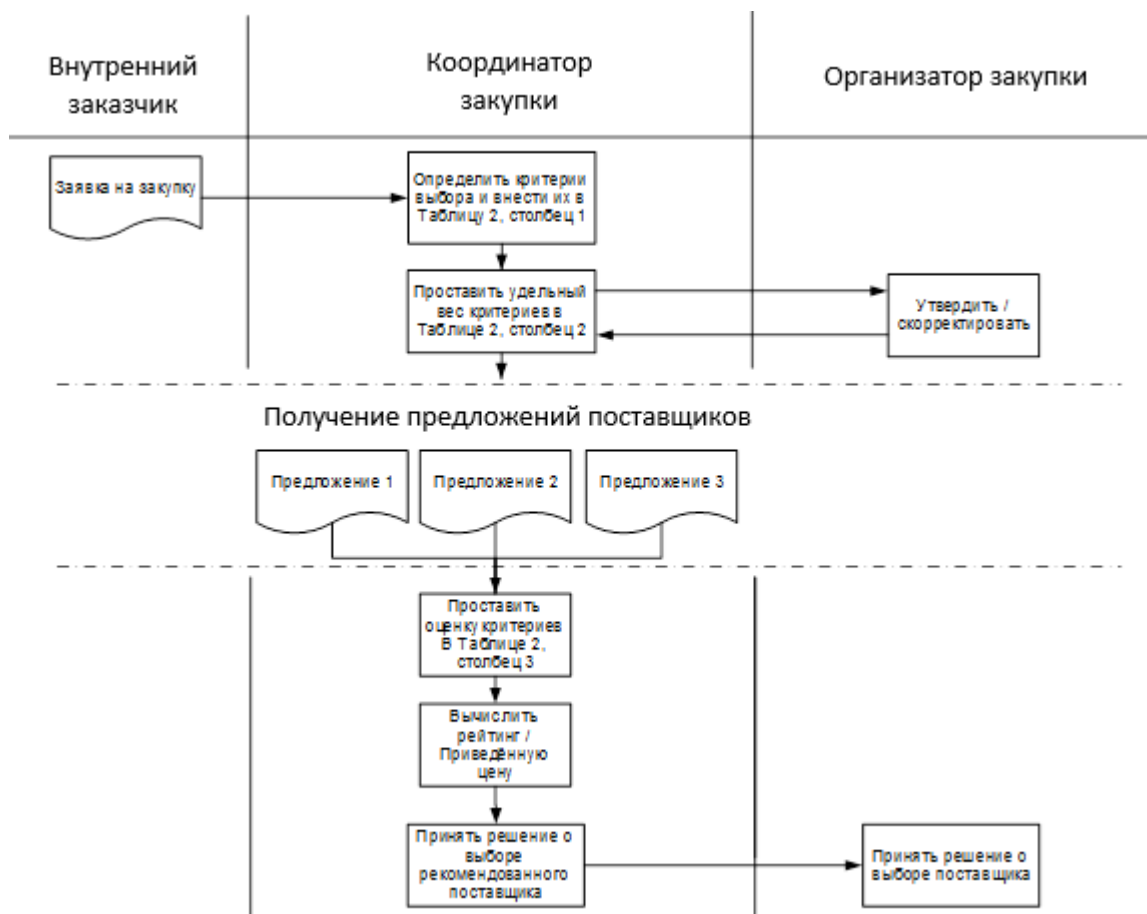 Внутренний
заказчик
Координатор
закупки
Организатор закупки
Заявка на закупку
Определить критерии
выбора и внести их в
Таблицу 2, столбец 1
Проставить удельный
вес критериев в
Таблице 2, столбец 2
Утвердить /
скорректировать
Получение предложений поставщиков
Предложение 1
Предложение 2
Предложение 3
Проставить
оценку критериев
В Таблице 2,
столбец 3
Вычислить
рейтинг /
Приведённую
цену
Принять решение о
выборе
рекомендованного
поставщика
Принять решение о
выборе поставщика